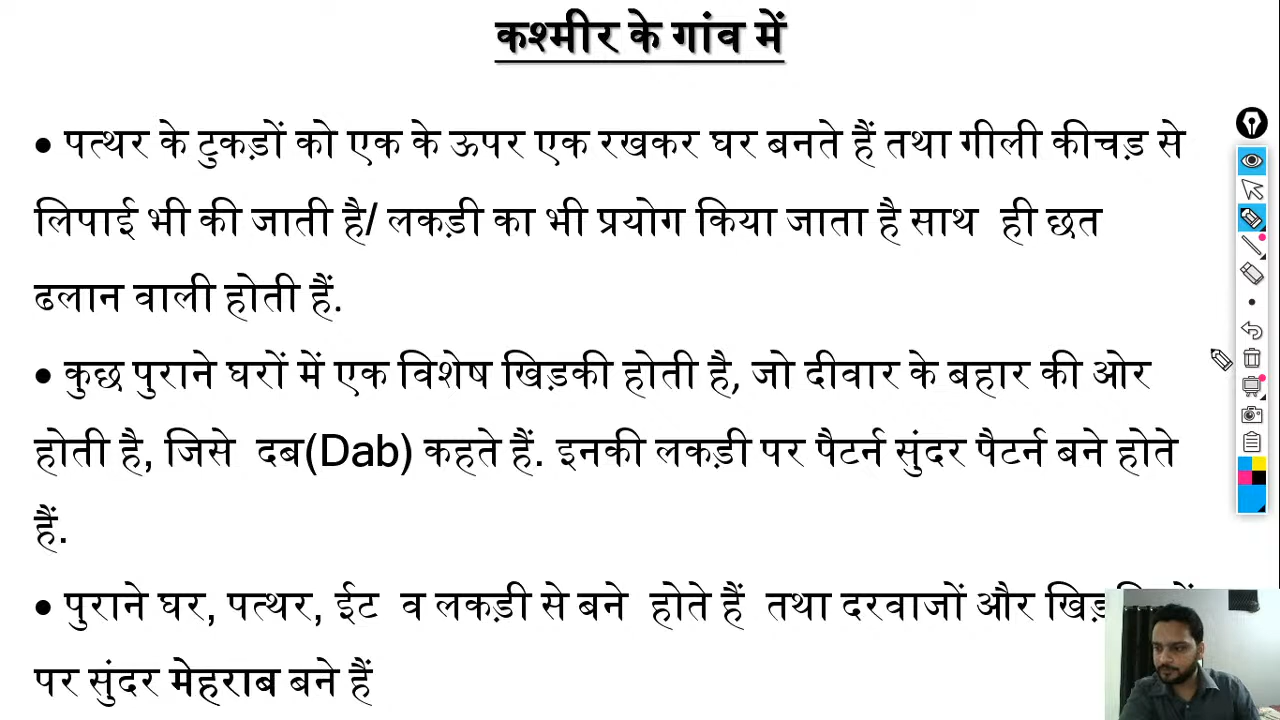 कश्मीर के गांव में
• पत्थर के टुकड़ों को एक के ऊपर एक रखकर घर बनते हैं तथा गीली कीचड़ से
लिपाई भी की जाती है/ लकड़ी का भी प्रयोग किया जाता है साथ ही छत
ढलान वाली होती हैं.
• कुछ पुराने घरों में एक विशेष खिड़की होती है, जो दीवार के बहार की ओर
होती है, जिसे दब(Dab) कहते हैं. इनकी लकड़ी पर पैटर्न सुंदर पैटर्न बने होते
हैं.
• पुराने घर, पत्थर, ईट व लकड़ी से बने होते हैं तथा दरवाजों और
पर सुंदर मेहराब बने हैं